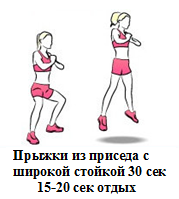 Прыжки из приседа с
широкой стойкой 30 сек
15-20 сек отдых